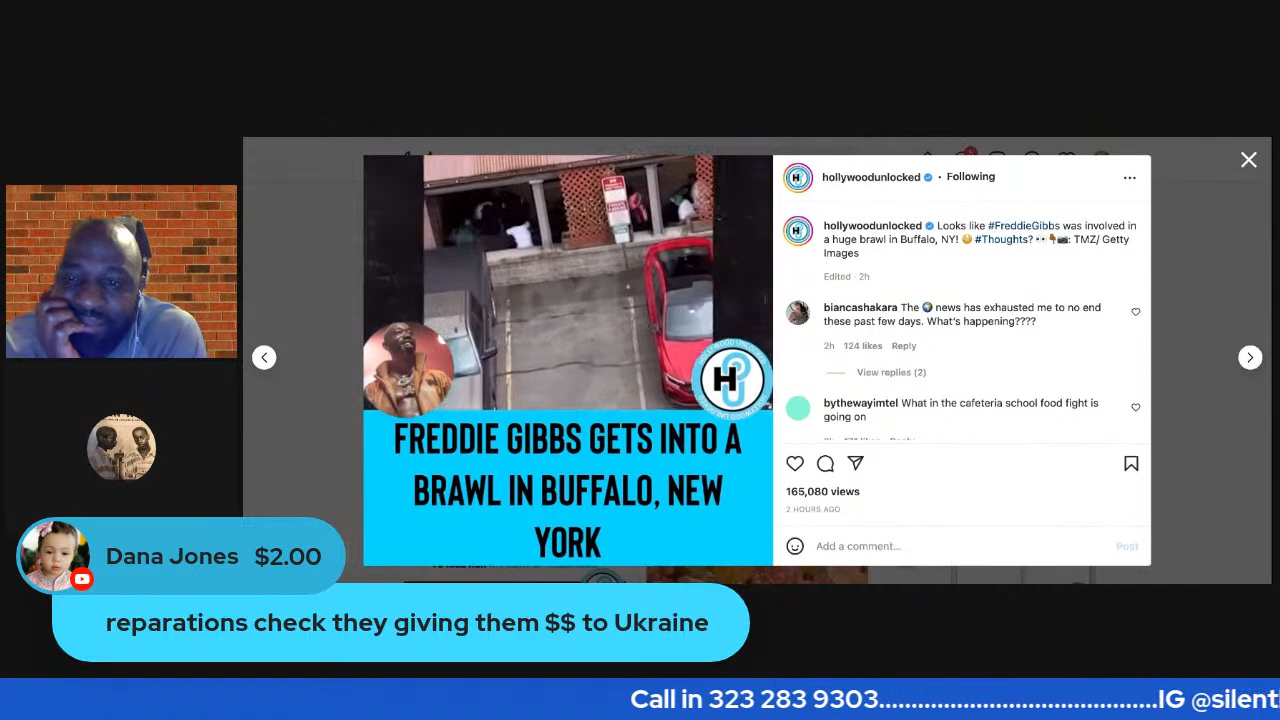 hollywoodunlocked • Following
hollywoodunlocked Looks like #FreddieGibbs was involved in
a huge brawl in Buffalo, NY! 😳 #Thoughts? 👀👇🏾📷: TMZ/ Getty
Images
Edited · 2h
biancashakara The 🌍 news has exhausted me to no end
these past few days. What's happening????
2h 124 likes Reply
View replies (2)
bythewayimtel What in the cafeteria school food fight is
going on
165,080 views
2 HOURS AGO
Add a comment... Post
FREDDIE GIBBS GETS INTO A
BRAWL IN BUFFALO, NEW
YORK
Dana Jones $2.00
reparations check they giving them $$ to Ukraine
Call in 323 283 9303.............................................IG @silent